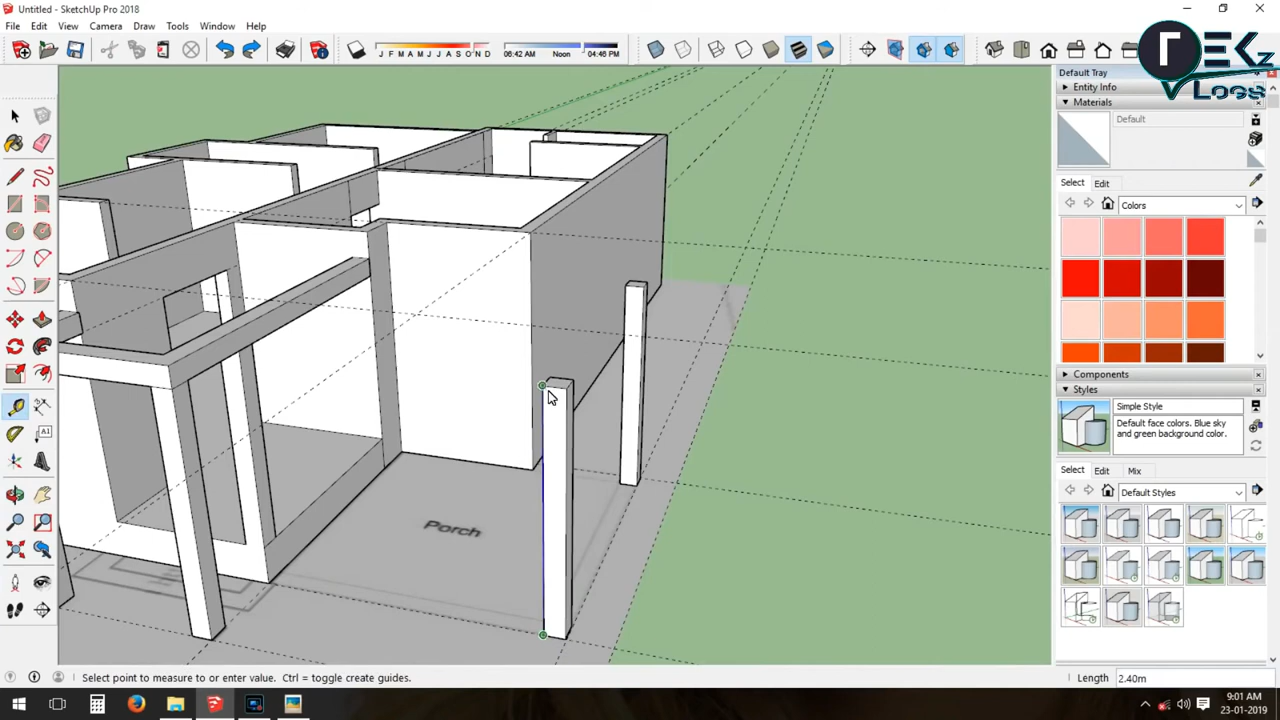 Untitled - SketchUp Pro 2018
File Edit View Camera Draw Tools Window Help
J F M A M J J A S O N D
06:42 AM Noon 04:46 PM
TEKz
VLogs
Default Tray
Entity Info
Materials
Default
Select Edit
Colors
Components
Styles
Simple Style
Default face colors. Blue sky and green background color.
Select Edit Mix
Default Styles
A1
Porch
Select point to measure to or enter value. Ctrl = toggle create guides.
Length 2.40m
9:01 AM
23-01-2019